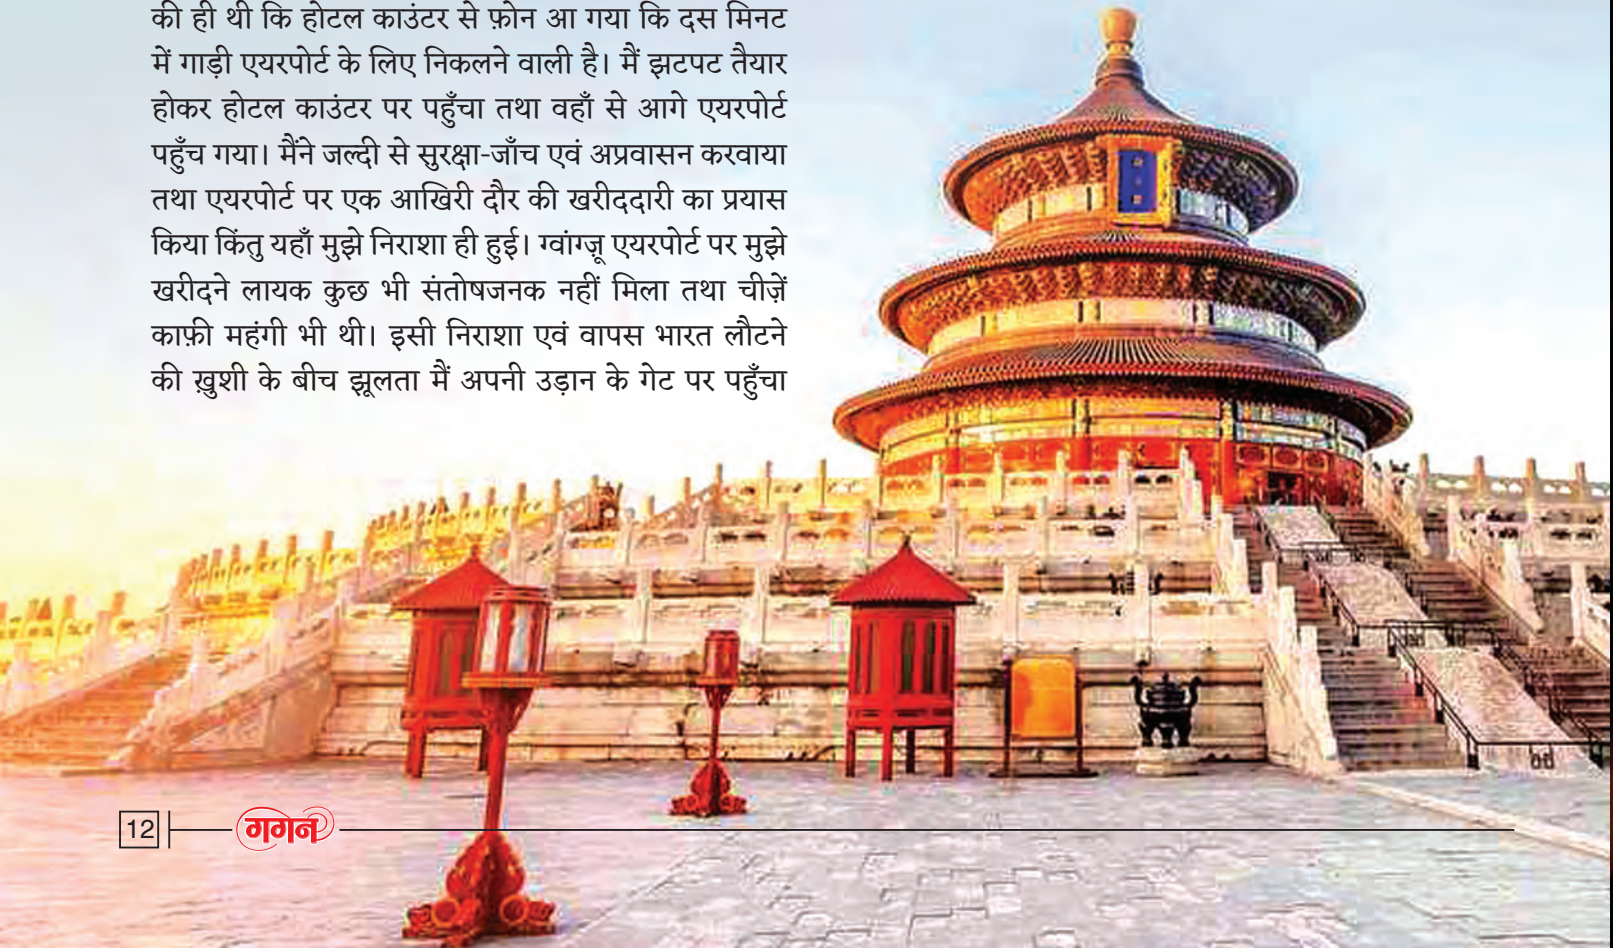 की ही थी कि होटल काउंटर से फ़ोन आ गया कि दस मिनट
में गाड़ी एयरपोर्ट के लिए निकलने वाली है। मैं झटपट तैयार
होकर होटल काउंटर पर पहुँचा तथा वहाँ से आगे एयरपोर्ट
पहुँच गया। मैंने जल्दी से सुरक्षा-जाँच एवं अप्रवासन करवाया
तथा एयरपोर्ट पर एक आखिरी दौर की खरीददारी का प्रयास
किया किंतु यहाँ मुझे निराशा ही हुई। ग्वांग्ज़ू एयरपोर्ट पर मुझे
खरीदने लायक कुछ भी संतोषजनक नहीं मिला तथा चीज़ें
काफ़ी महंगी भी थी। इसी निराशा एवं वापस भारत लौटने
की ख़ुशी के बीच झूलता मैं अपनी उड़ान के गेट पर पहुँचा
12
गगन